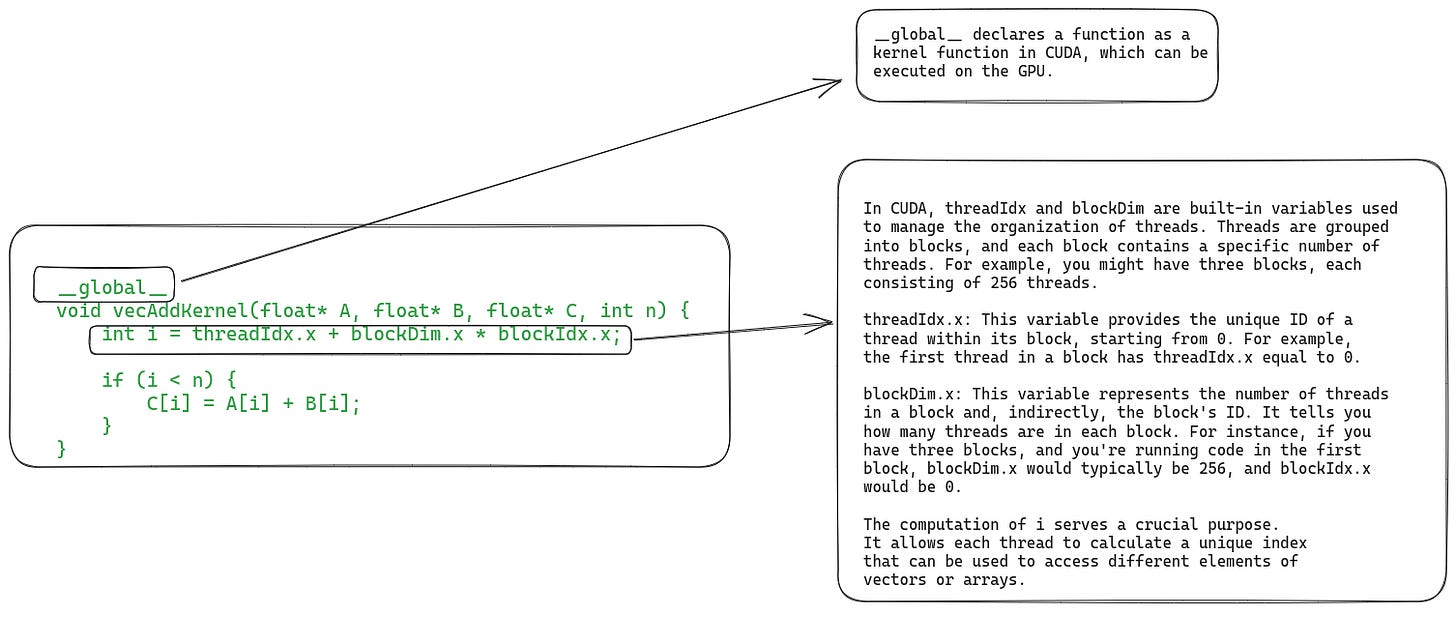 __global__ declares a function as a
kernel function in CUDA, which can be
executed on the GPU.
__global__
void vecAddKernel(float* A, float* B, float* C, int n) {
int i = threadIdx.x + blockDim.x * blockIdx.x;
if (i < n) {
C[i] = A[i] + B[i];
}
}
In CUDA, threadIdx and blockDim are built-in variables used
to manage the organization of threads. Threads are grouped
into blocks, and each block contains a specific number of
threads. For example, you might have three blocks, each
consisting of 256 threads.
threadIdx.x: This variable provides the unique ID of a
thread within its block, starting from 0. For example,
the first thread in a block has threadIdx.x equal to 0.
blockDim.x: This variable represents the number of threads
in a block and, indirectly, the block's ID. It tells you
how many threads are in each block. For instance, if you
have three blocks, and you're running code in the first
block, blockDim.x would typically be 256, and blockIdx.x
would be 0.
The computation of i serves a crucial purpose.
It allows each thread to calculate a unique index
that can be used to access different elements of
vectors or arrays.